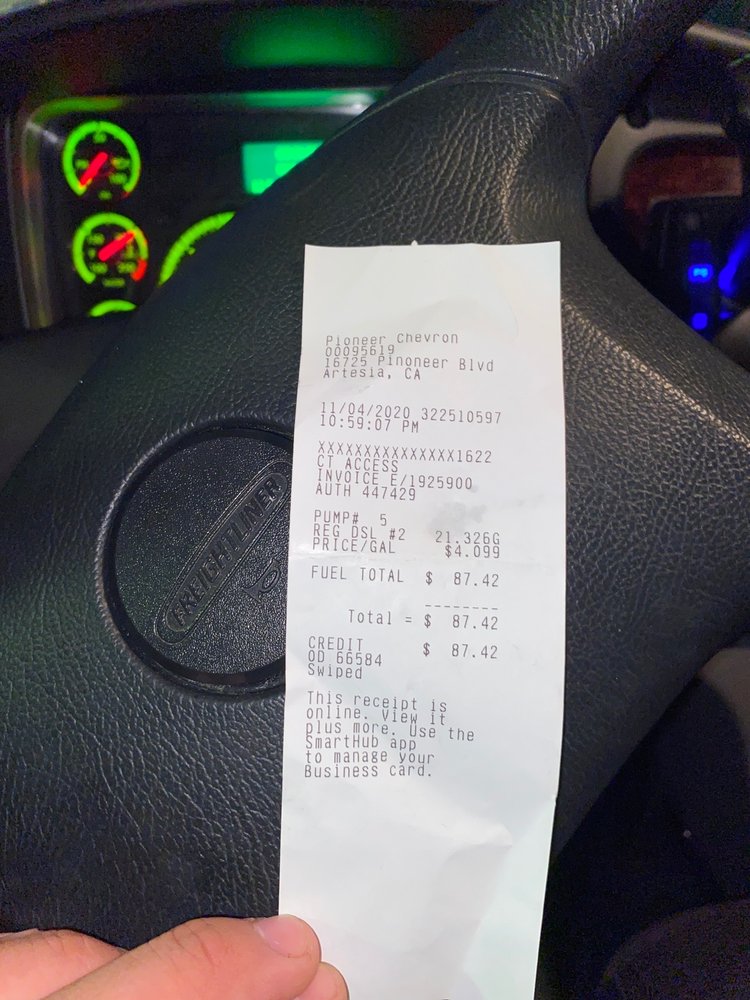 Pioneer Chevron
00095619
16725 Pinoneer Blvd
Artesia, CA
11/04/2020 322510597
10:59:07 PM
XXXXXXXXXXXXXXX1622
CT ACCESS
INVOICE E/1925900
AUTH 447429
PUMP# 5
REG DSL #2 21.326G
PRICE/GAL $4.099
FUEL TOTAL $ 87.42
--------
Total = $ 87.42
CREDIT $ 87.42
OD 66584
Swiped
This receipt is
online. View it
plus more. Use the
SmartHub app
to manage your
Business card.
FREIGHTLINER